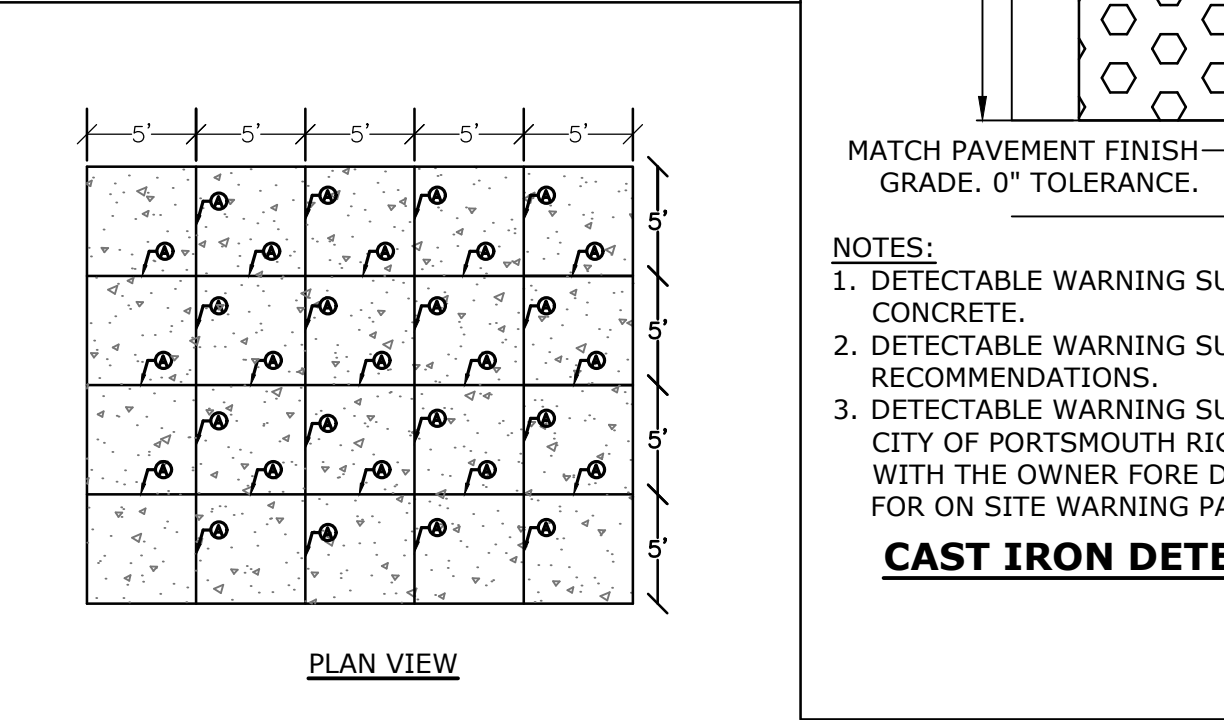 5' 5' 5' 5' 5'
A A A A
5'
A A A A A
A A A A
5'
A A A A A
A A A A
5'
A A A A A
A A A A
5'
PLAN VIEW
MATCH PAVEMENT FINISH
GRADE. 0" TOLERANCE.
NOTES:
1. DETECTABLE WARNING SU
CONCRETE.
2. DETECTABLE WARNING SU
RECOMMENDATIONS.
3. DETECTABLE WARNING SU
CITY OF PORTSMOUTH RIG
WITH THE OWNER FORE D
FOR ON SITE WARNING PA
CAST IRON DETE